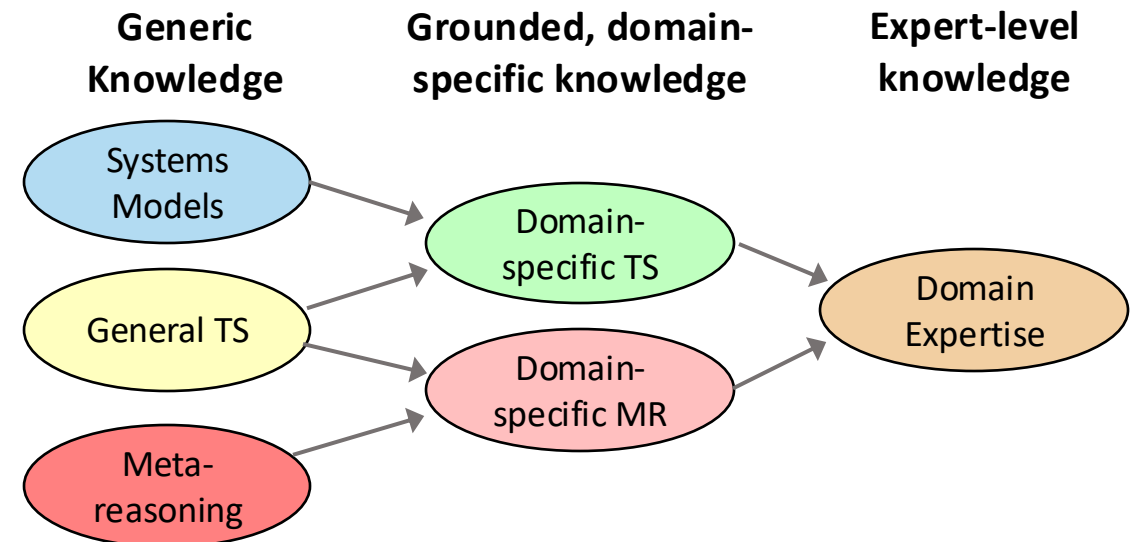 Generic
Knowledge
Grounded, domain-
specific knowledge
Expert-level
knowledge
Systems
Models
General TS
Meta-
reasoning
Domain-
specific TS
Domain-
specific MR
Domain
Expertise